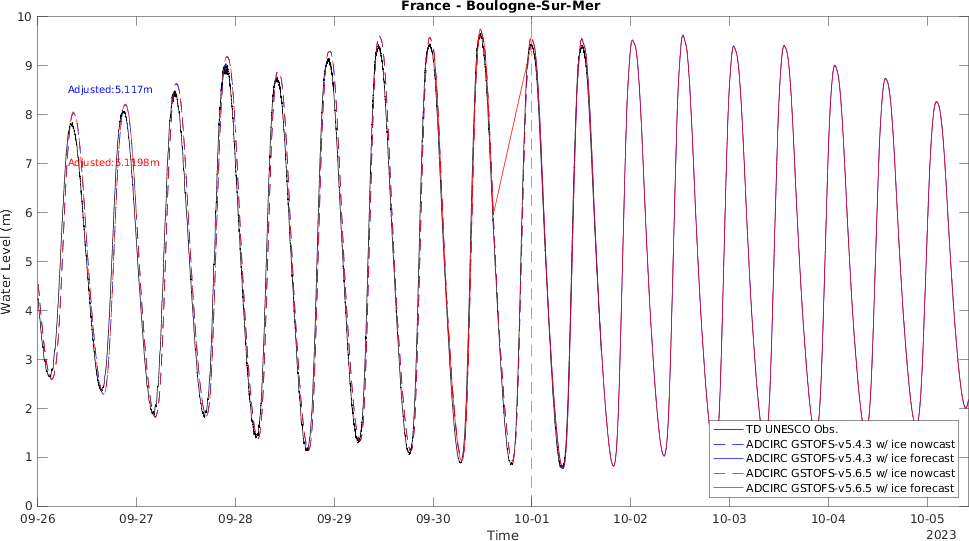 France - Boulogne-Sur-Mer
10
9
8
7
6
5
4
3
2
1
0
Water Level (m)
Adjusted:5.117m
Adjusted:5.1198m
TD UNESCO Obs.
ADCIRC GSTOFS-v5.4.3 w/ ice nowcast
ADCIRC GSTOFS-v5.4.3 w/ ice forecast
ADCIRC GSTOFS-v5.6.5 w/ ice nowcast
ADCIRC GSTOFS-v5.6.5 w/ ice forecast
09-26 09-27 09-28 09-29 09-30 10-01 10-02 10-03 10-04 10-05
2023
Time